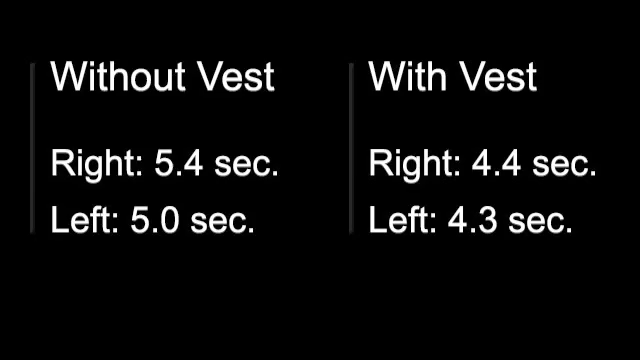 Without Vest
Right: 5.4 sec.
Left: 5.0 sec.
With Vest
Right: 4.4 sec.
Left: 4.3 sec.